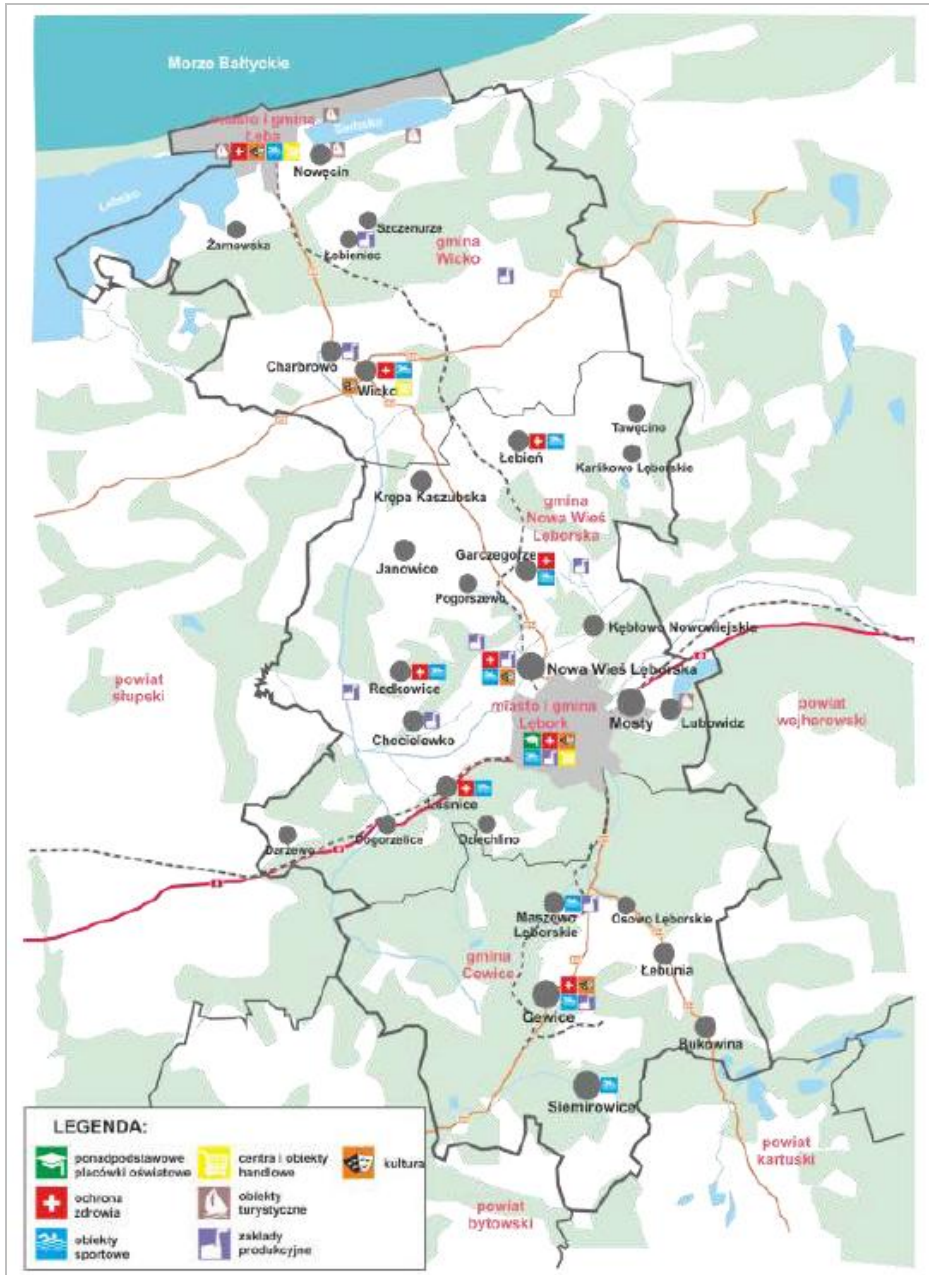 Morze Bałtyckie
miasto i gmina
Łeba
Sarbsko
Łebsko
Nowęcin
Szczenurze
Żarnowska
Łebieniec
gmina
Wicko
Charbrowo
Wicko
Tawęcino
Łebień
Karlikowo Lęborskie
Krępa Kaszubska
gmina
Nowa Wieś
Lęborska
Garczegorze
Janowice
Pogorszewo
Kębłowo Nowowiejskie
Nowa Wieś Lęborska
Redkowice
powiat
słupski
miasto i gmina
Lębork
Mosty
Lubowidz
powiat
wejherowski
Chocielewko
Leśnice
Darzewo
Pogorzelice
Dziechlino
Maszewo
Lęborskie
Osowo Lęborskie
gmina
Cewice
Łebunia
Cewice
Bukowina
Siemirowice
powiat
kartuski
powiat
bytowski
LEGENDA:
ponadpodstawowe
placówki oświatowe
centra i obiekty
handlowe
kultura
ochrona
zdrowia
obiekty
turystyczne
obiekty
sportowe
zakłady
produkcyjne